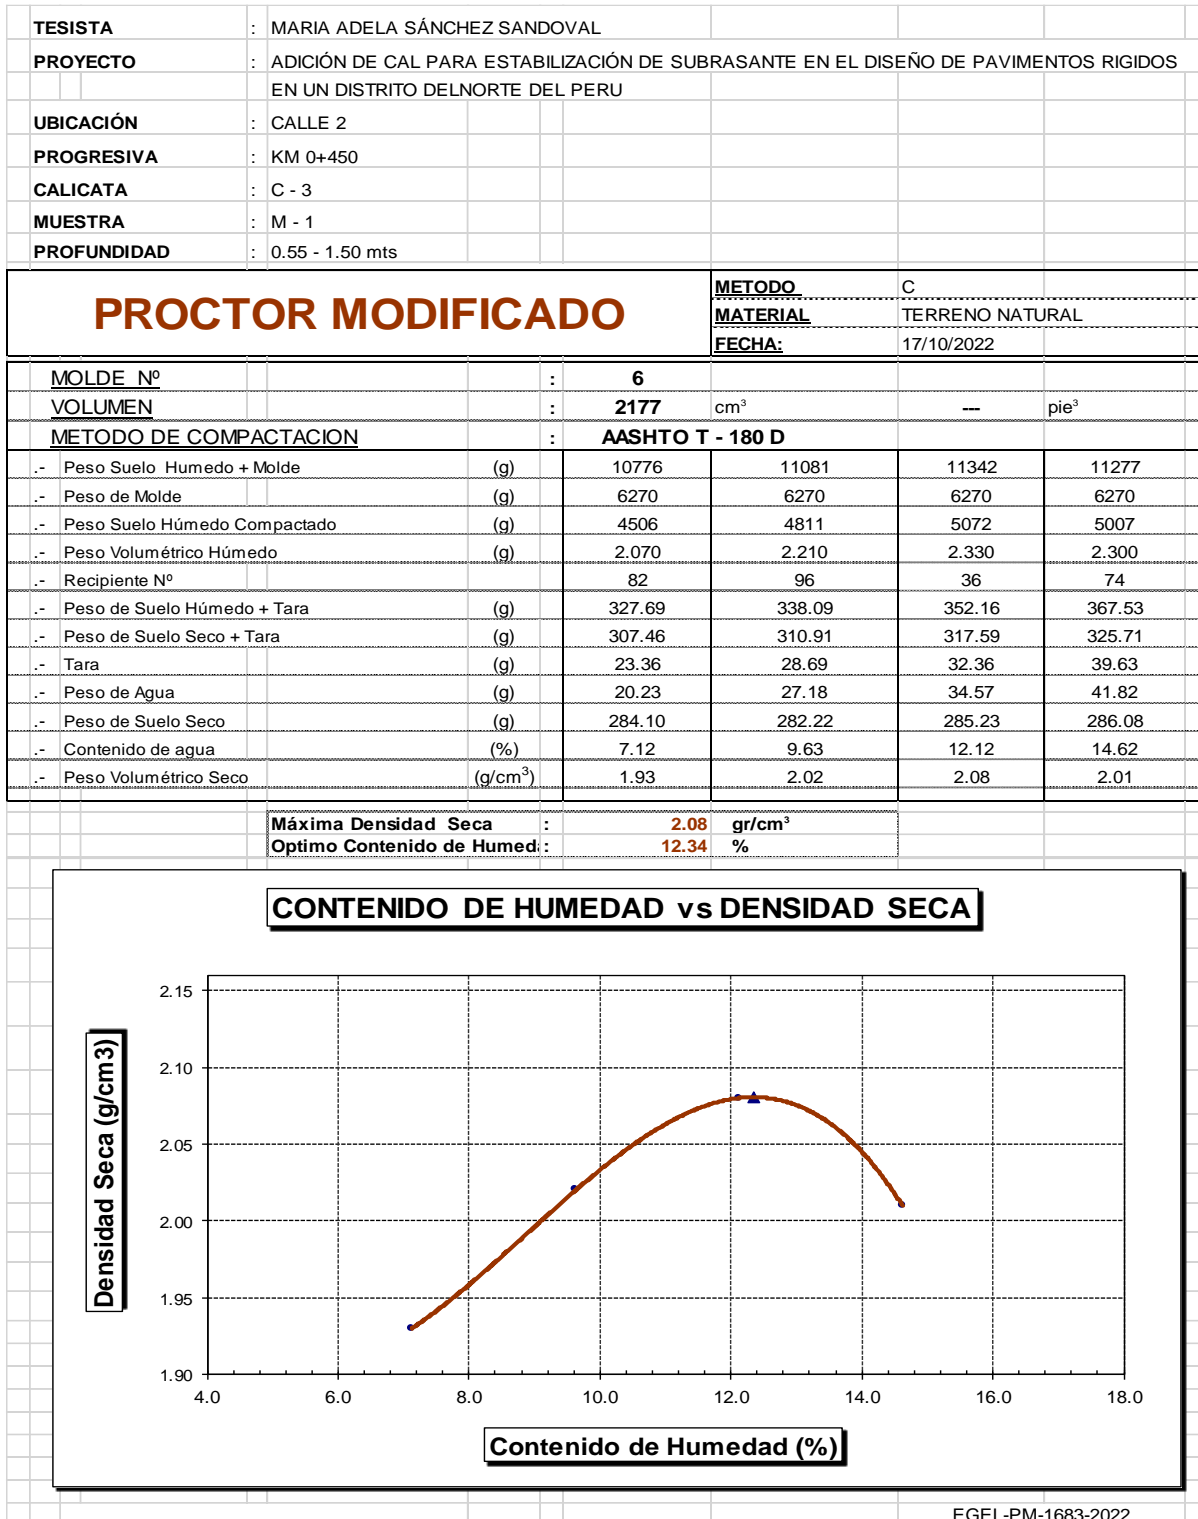 TESISTA : MARIA ADELA SÁNCHEZ SANDOVAL
PROYECTO : ADICIÓN DE CAL PARA ESTABILIZACIÓN DE SUBRASANTE EN EL DISEÑO DE PAVIMENTOS RIGIDOS
EN UN DISTRITO DELNORTE DEL PERU
UBICACIÓN : CALLE 2
PROGRESIVA : KM 0+450
CALICATA : C - 3
MUESTRA : M - 1
PROFUNDIDAD : 0.55 - 1.50 mts
PROCTOR MODIFICADO
METODO C
MATERIAL TERRENO NATURAL
FECHA: 17/10/2022
MOLDE Nº : 6
VOLUMEN : 2177 cm³ --- pie³
METODO DE COMPACTACION : AASHTO T - 180 D
.- Peso Suelo Humedo + Molde (g) 10776 11081 11342 11277
.- Peso de Molde (g) 6270 6270 6270 6270
.- Peso Suelo Húmedo Compactado (g) 4506 4811 5072 5007
.- Peso Volumétrico Húmedo (g) 2.070 2.210 2.330 2.300
.- Recipiente Nº 82 96 36 74
.- Peso de Suelo Húmedo + Tara (g) 327.69 338.09 352.16 367.53
.- Peso de Suelo Seco + Tara (g) 307.46 310.91 317.59 325.71
.- Tara (g) 23.36 28.69 32.36 39.63
.- Peso de Agua (g) 20.23 27.18 34.57 41.82
.- Peso de Suelo Seco (g) 284.10 282.22 285.23 286.08
.- Contenido de agua (%) 7.12 9.63 12.12 14.62
.- Peso Volumétrico Seco (g/cm³) 1.93 2.02 2.08 2.01
Máxima Densidad Seca : 2.08 gr/cm³
Optimo Contenido de Humeda: 12.34 %
CONTENIDO DE HUMEDAD vs DENSIDAD SECA
Densidad Seca (g/cm3)
2.15
2.10
2.05
2.00
1.95
1.90
4.0 6.0 8.0 10.0 12.0 14.0 16.0 18.0
Contenido de Humedad (%)
EGEL-PM-1683-2022